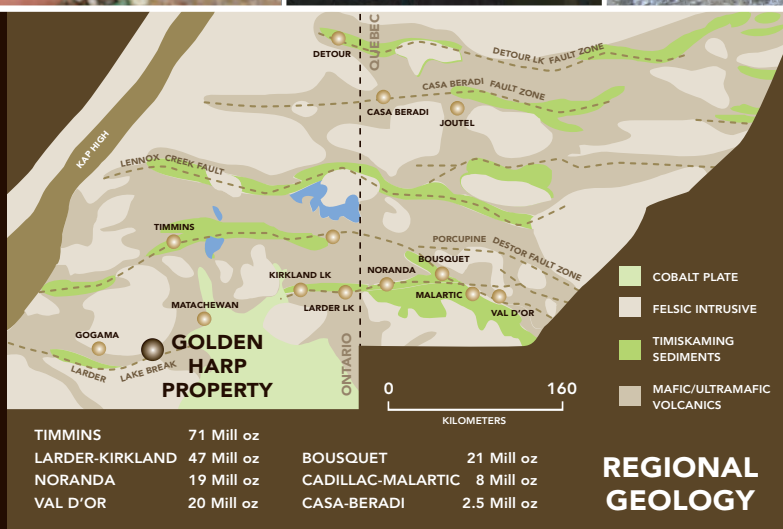 QUEBEC
DETOUR
DETOUR LK FAULT ZONE
CASA BERADI FAULT ZONE
CASA BERADI
JOUTEL
KAP HIGH
LENNOX CREEK FAULT
TIMMINS
PORCUPINE DESTOR FAULT ZONE
BOUSQUET
NORANDA
KIRKLAND LK
MALARTIC
LARDER LK
VAL D'OR
MATACHEWAN
GOGAMA
GOLDEN
HARP
PROPERTY
LARDER LAKE BREAK
ONTARIO
COBALT PLATE
FELSIC INTRUSIVE
TIMISKAMING
SEDIMENTS
MAFIC/ULTRAMAFIC
VOLCANICS
0 160
KILOMETERS
TIMMINS 71 Mill oz
LARDER-KIRKLAND 47 Mill oz
NORANDA 19 Mill oz
VAL D'OR 20 Mill oz
BOUSQUET 21 Mill oz
CADILLAC-MALARTIC 8 Mill oz
CASA-BERADI 2.5 Mill oz
REGIONAL
GEOLOGY